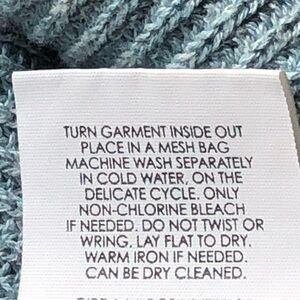 TURN GARMENT INSIDE OUT
PLACE IN A MESH BAG
MACHINE WASH SEPARATELY
IN COLD WATER, ON THE
DELICATE CYCLE. ONLY
NON-CHLORINE BLEACH
IF NEEDED. DO NOT TWIST OR
WRING. LAY FLAT TO DRY.
WARM IRON IF NEEDED.
CAN BE DRY CLEANED.